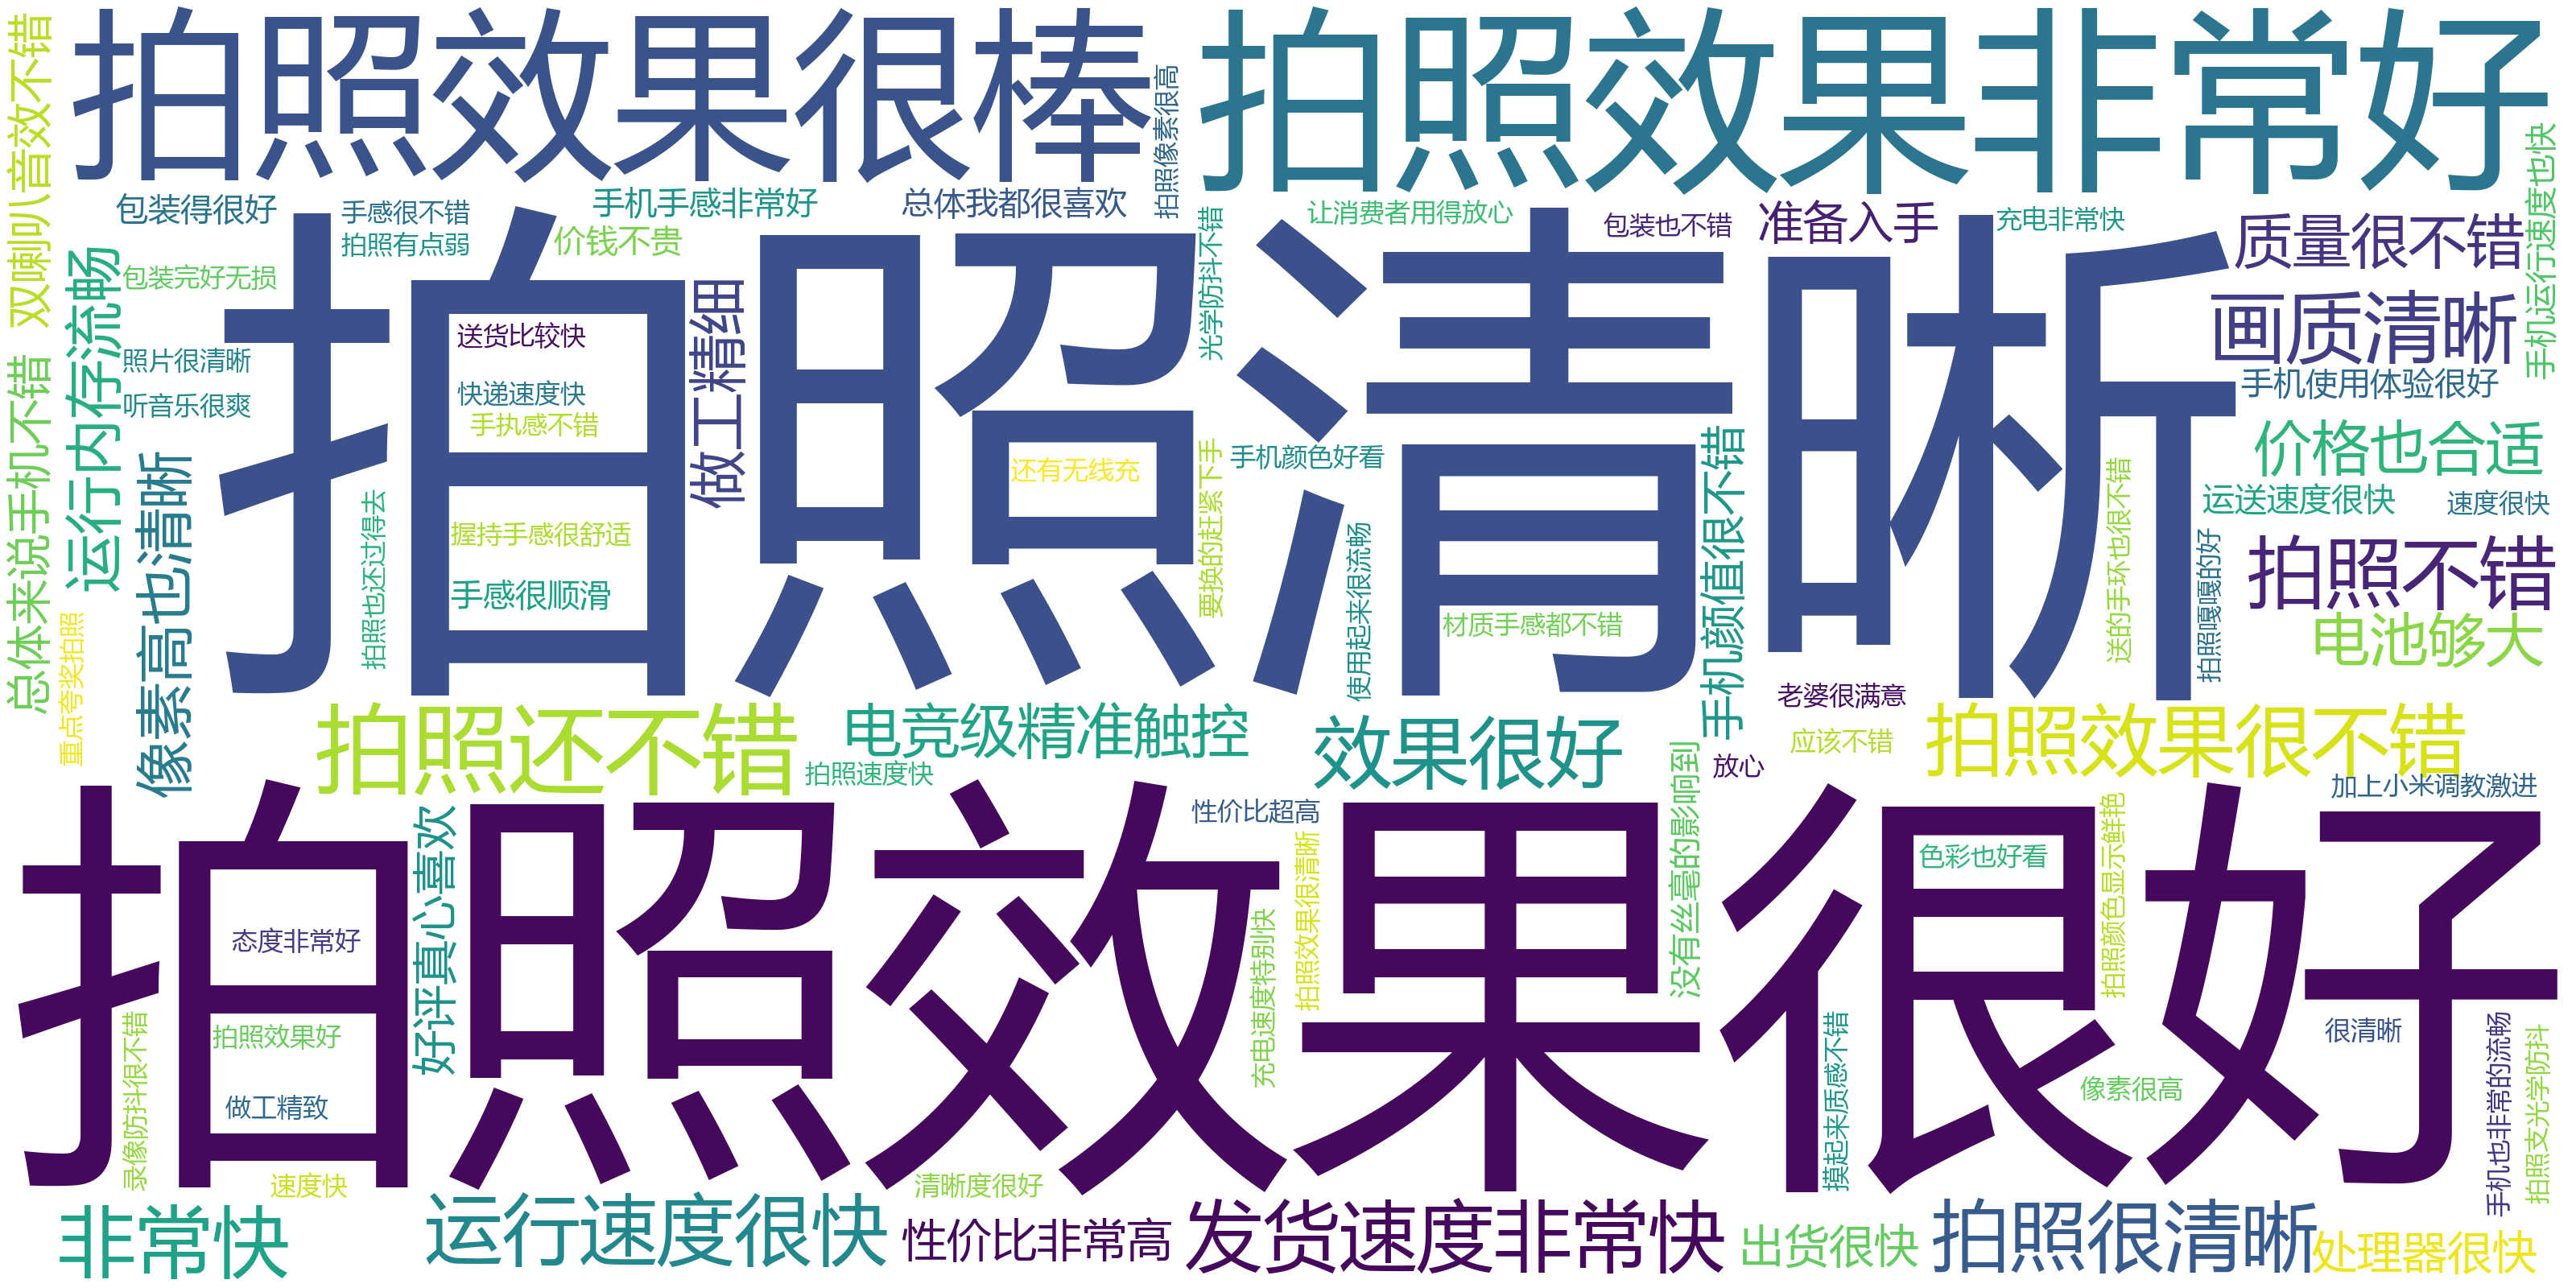 拍照效果很棒
拍照效果非常好
双喇叭音效不错
拍照像素很高
包装得很好
手感很不错
手机手感非常好
总体我都很喜欢
拍照有点弱
价钱不贵
光学防抖不错
让消费者用得放心
包装也不错
准备入手
充电非常快
质量很不错
手机运行速度也快
包装完好无损
运行内存流畅
拍照清晰
送货比较快
做工精细
画质清晰
照片很清晰
听音乐很爽
快递速度快
手执感不错
手机使用体验很好
总体来说手机不错
像素高也清晰
还有无线充
要换的赶紧下手
手机颜色好看
手机颜值很不错
价格也合适
拍照也还过得去
握持手感很舒适
使用起来很流畅
送的手环也很不错
运送速度很快
速度很快
手感很顺滑
材质手感都不错
拍照嘎嘎的好
拍照不错
电池够大
重点夸奖拍照
拍照还不错
电竞级精准触控
效果很好
老婆很满意
应该不错
放心
拍照效果很不错
拍照速度快
没有丝毫的影响到
加上小米调教激进
性价比超高
拍照效果很好
好评真心喜欢
拍照效果很清晰
色彩也好看
拍照颜色显示鲜艳
态度非常好
充电速度特别快
拍照效果好
录像防抖很不错
做工精致
摸起来质感不错
很清晰
像素很高
手机也非常的流畅
拍照支光学防抖
速度快
清晰度很好
非常快
运行速度很快
性价比非常高
发货速度非常快
出货很快
拍照很清晰
处理器很快